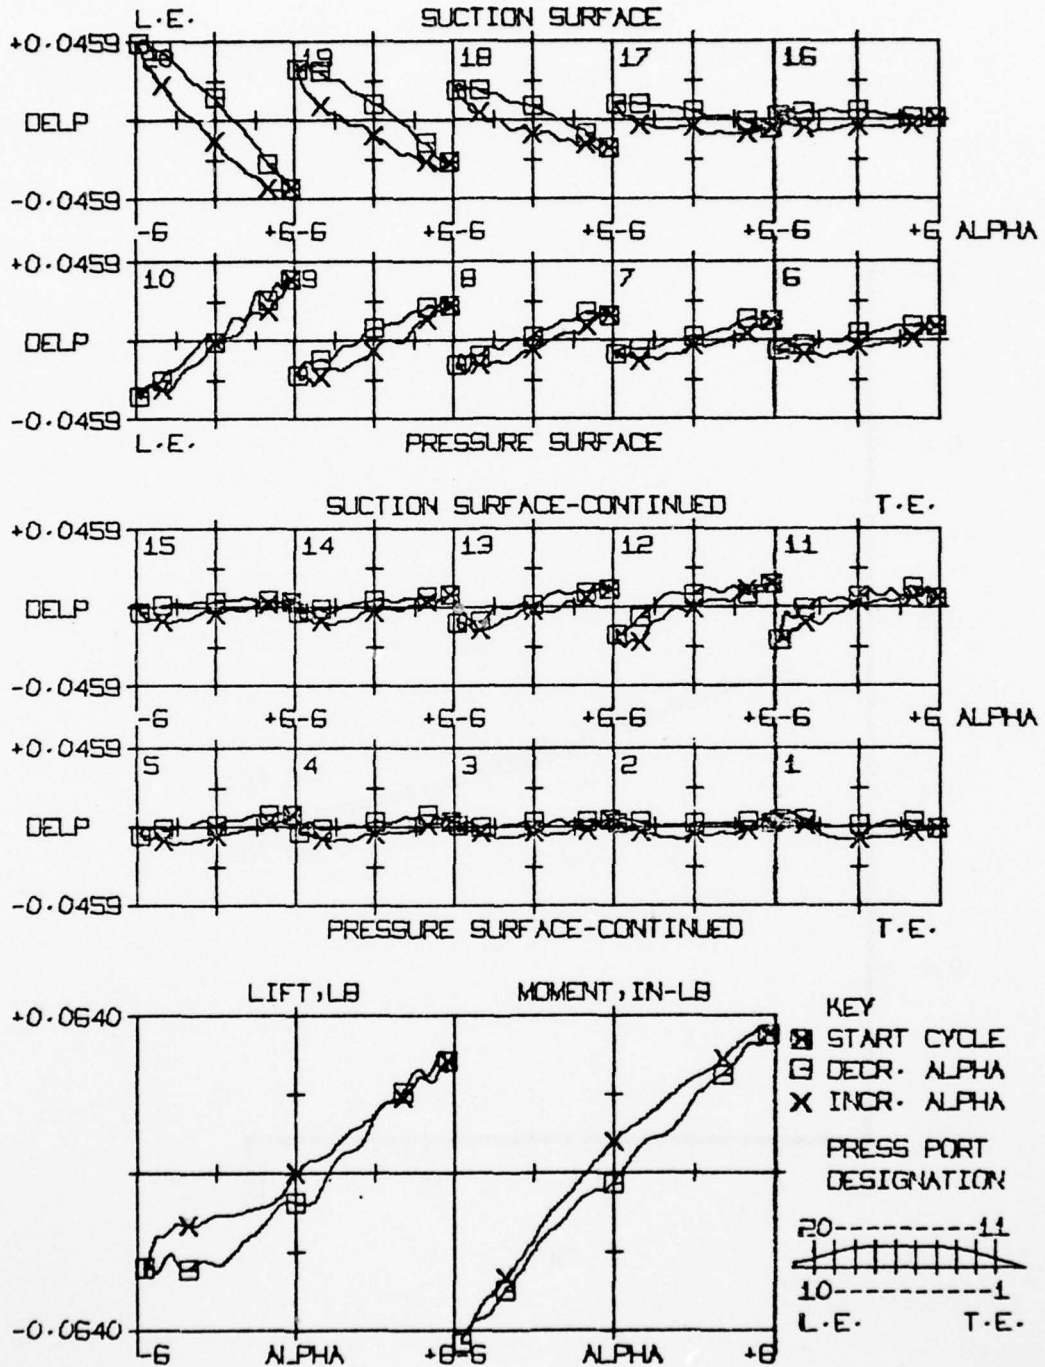 L.E. SUCTION SURFACE
+0.0459
20 19 18 17 16
DELP
-0.0459
-6 +6-6 +6-6 +6-6 +6-6 +6 ALPHA
+0.0459
10 9 8 7 6
DELP
-0.0459
L.E. PRESSURE SURFACE
SUCTION SURFACE-CONTINUED T.E.
+0.0459
15 14 13 12 11
DELP
-0.0459
-6 +6-6 +6-6 +6-6 +6-6 +6 ALPHA
+0.0459
5 4 3 2 1
DELP
-0.0459
PRESSURE SURFACE-CONTINUED T.E.
LIFT,LB MOMENT,IN-LB
+0.0640
-0.0640
-6 ALPHA +6-6 ALPHA +6
KEY
START CYCLE
DECR. ALPHA
X INCR. ALPHA
PRESS PORT
DESIGNATION
20--------11
10---------1
L.E. T.E.